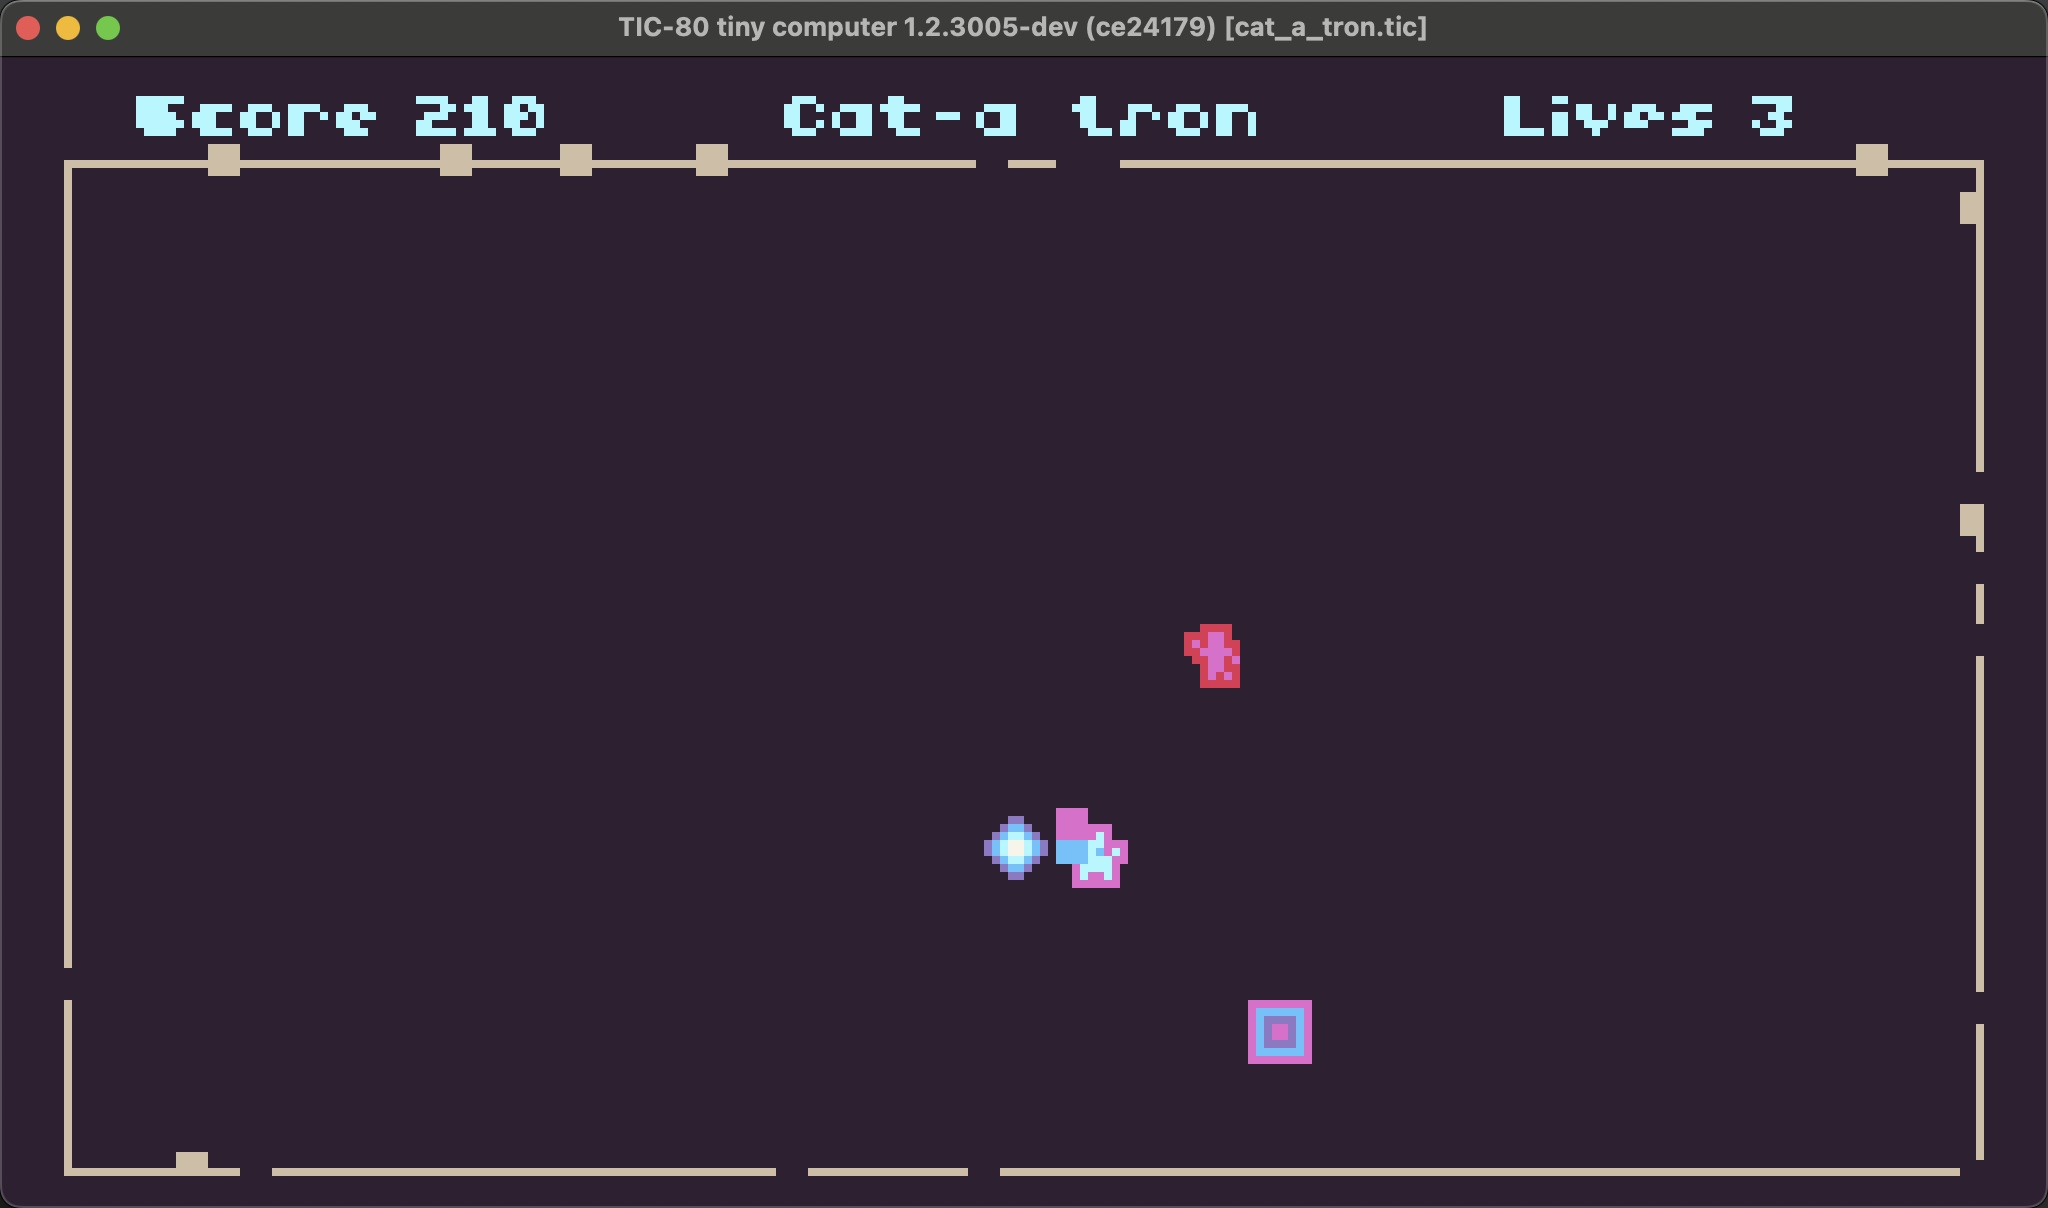 TIC-80 tiny computer 1.2.3005-dev (ce24179) [cat_a_tron.tic]
Score 210 Cat-a tron Lives 3